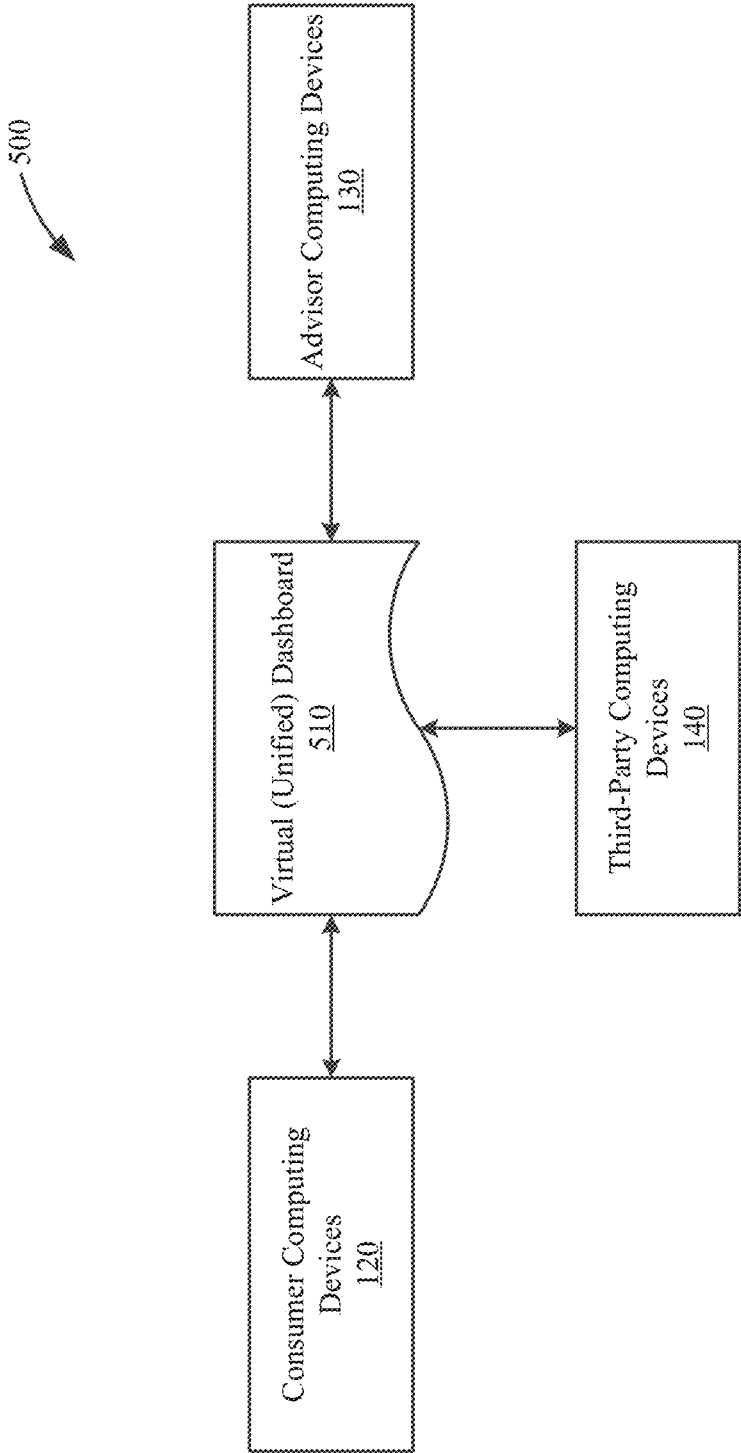 500
Consumer Computing
Devices
120
Virtual (Unified) Dashboard
510
Advisor Computing Devices
130
Third-Party Computing
Devices
140